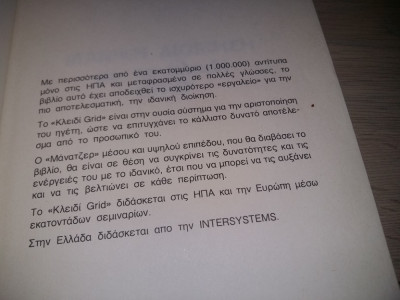 Με περισσότερα από ένα εκατομμύριο (1.000.000) αντίτυπα
μόνο στις ΗΠΑ και μεταφρασμένο σε πολλές γλώσσες, το
βιβλίο αυτό έχει αποδειχθεί το ισχυρότερο «εργαλείο» για την
πιο αποτελεσματική, την ιδανική διοίκηση.
Το «Κλειδί Grid» είναι στην ουσία σύστημα για την αριστοποίηση
του ηγέτη, ώστε να επιτυγχάνει το κάλλιστο δυνατό αποτέλε-
σμα από το προσωπικό του.
Ο «Μάνατζερ» μέσου και υψηλού επιπέδου, που θα διαβάσει το
βιβλίο, θα είναι σε θέση να συγκρίνει τις δυνατότητες και τις
ενέργειές του με το ιδανικό, έτσι που να μπορεί να τις αυξάνει
και να τις βελτιώνει σε κάθε περίπτωση.
Το «Κλειδί Grid» διδάσκεται στις ΗΠΑ και την Ευρώπη μέσω
εκατοντάδων σεμιναρίων.
Στην Ελλάδα διδάσκεται απο την INTERSYSTEMS.